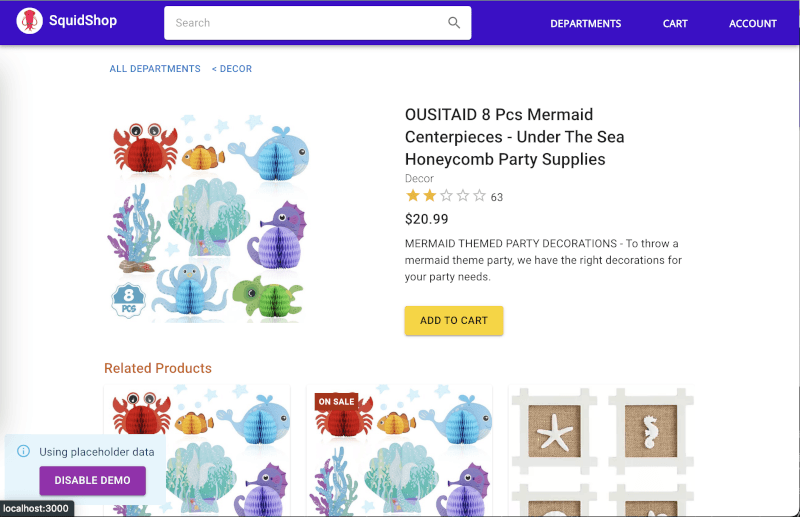 SquidShop
Search
DEPARTMENTS
CART
ACCOUNT
ALL DEPARTMENTS
< DECOR
OUSITAID 8 Pcs Mermaid
Centerpieces - Under The Sea
Honeycomb Party Supplies
Decor
63
$20.99
MERMAID THEMED PARTY DECORATIONS - To throw a
mermaid theme party, we have the right decorations for
your party needs.
8
PCS
ADD TO CART
Related Products
ON SALE
Using placeholder data
DISABLE DEMO
localhost:3000